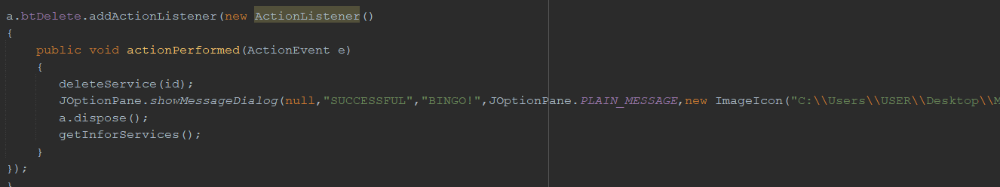 a.btDelete.addActionListener(new ActionListener()
{
public void actionPerformed(ActionEvent e)
{
deleteService(id);
JOptionPane.showMessageDialog(null,"SUCCESSFUL","BINGO!",JOptionPane.PLAIN_MESSAGE,new ImageIcon("C:\\Users\\USER\\Desktop\\M
a.dispose();
getInforServices();
}
});
}